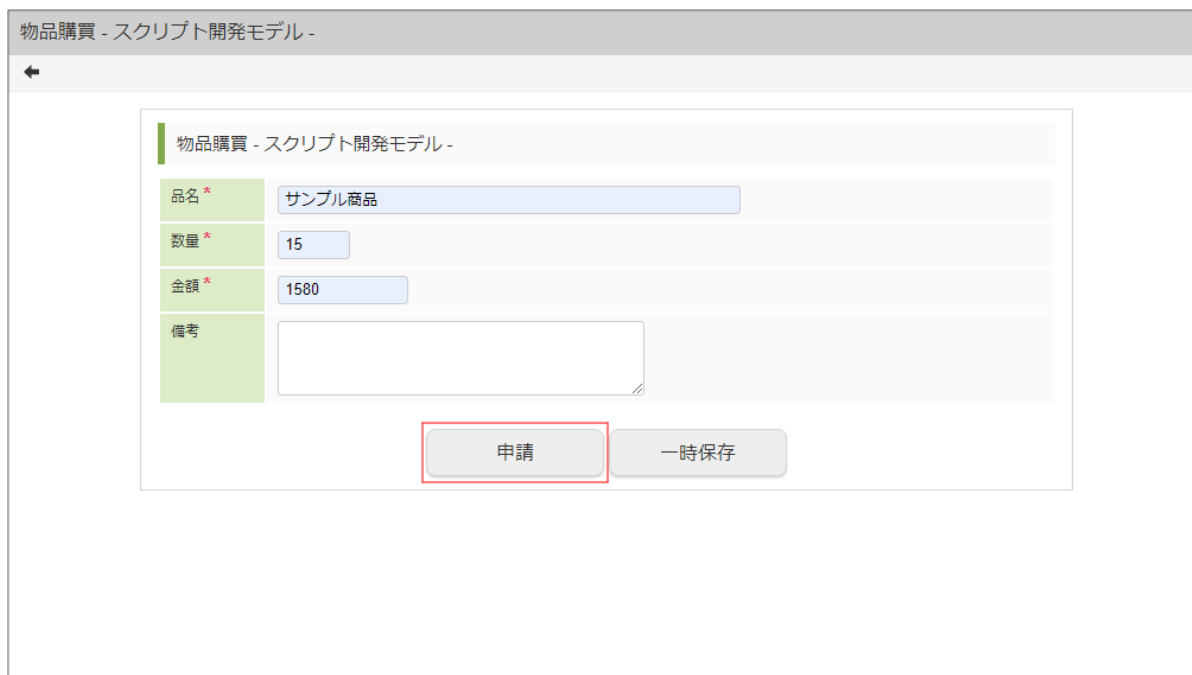 物品購買 - スクリプト開発モデル -
物品購買 - スクリプト開発モデル -
品名 * サンプル商品
数量 * 15
金額 * 1580
備考
申請 一時保存